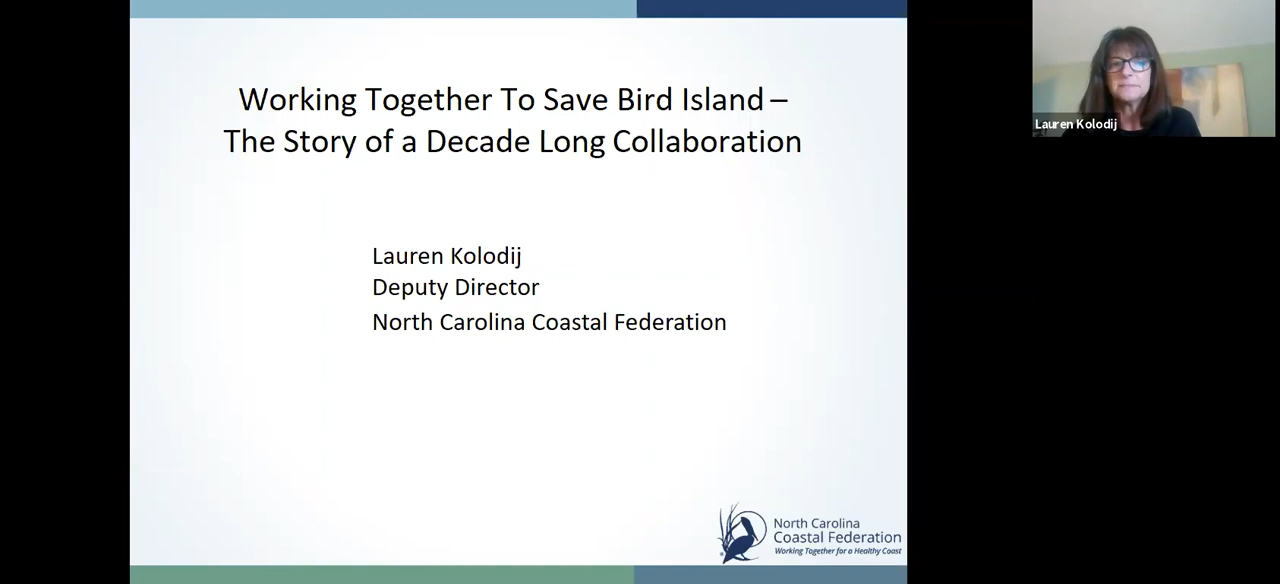 Working Together To Save Bird Island –
The Story of a Decade Long Collaboration
Lauren Kolodij
Deputy Director
North Carolina Coastal Federation
North Carolina
Coastal Federation
Working Together for a Healthy Coast
Lauren Kolodij